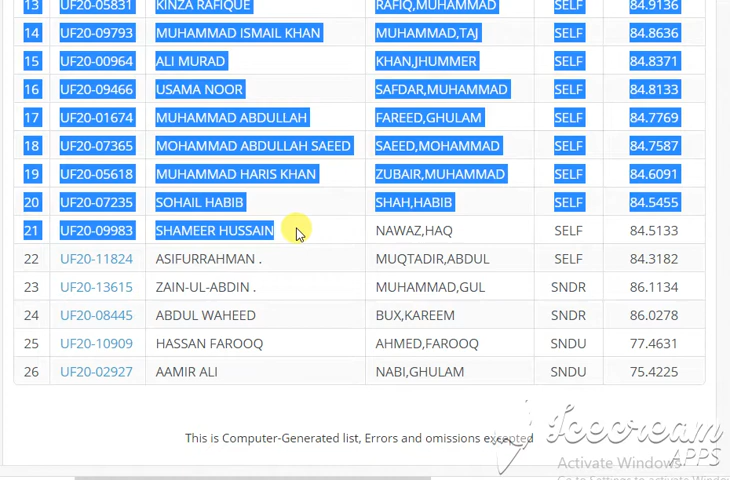 13 UF20-05831 KINZA RAFIQUE RAFIQ,MUHAMMAD SELF 84.9136
14 UF20-09793 MUHAMMAD ISMAIL KHAN MUHAMMAD,TAJ SELF 84.8636
15 UF20-00964 ALI MURAD KHAN,JHUMMER SELF 84.8371
16 UF20-09466 USAMA NOOR SAFDAR,MUHAMMAD SELF 84.8133
17 UF20-01674 MUHAMMAD ABDULLAH FAREED,GHULAM SELF 84.7769
18 UF20-07365 MOHAMMAD ABDULLAH SAEED SAEED,MOHAMMAD SELF 84.7587
19 UF20-05618 MUHAMMAD HARIS KHAN ZUBAIR,MUHAMMAD SELF 84.6091
20 UF20-07235 SOHAIL HABIB SHAH,HABIB SELF 84.5455
21 UF20-09983 SHAMEER HUSSAIN NAWAZ,HAQ SELF 84.5133
22 UF20-11824 ASIFURRAHMAN . MUQTADIR,ABDUL SELF 84.3182
23 UF20-13615 ZAIN-UL-ABDIN . MUHAMMAD,GUL SNDR 86.1134
24 UF20-08445 ABDUL WAHEED BUX,KAREEM SNDR 86.0278
25 UF20-10909 HASSAN FAROOQ AHMED,FAROOQ SNDU 77.4631
26 UF20-02927 AAMIR ALI NABI,GHULAM SNDU 75.4225
This is Computer-Generated list, Errors and omissions excepted
Icecream
APPS
Activate Windows
Go to Settings to activate Windows